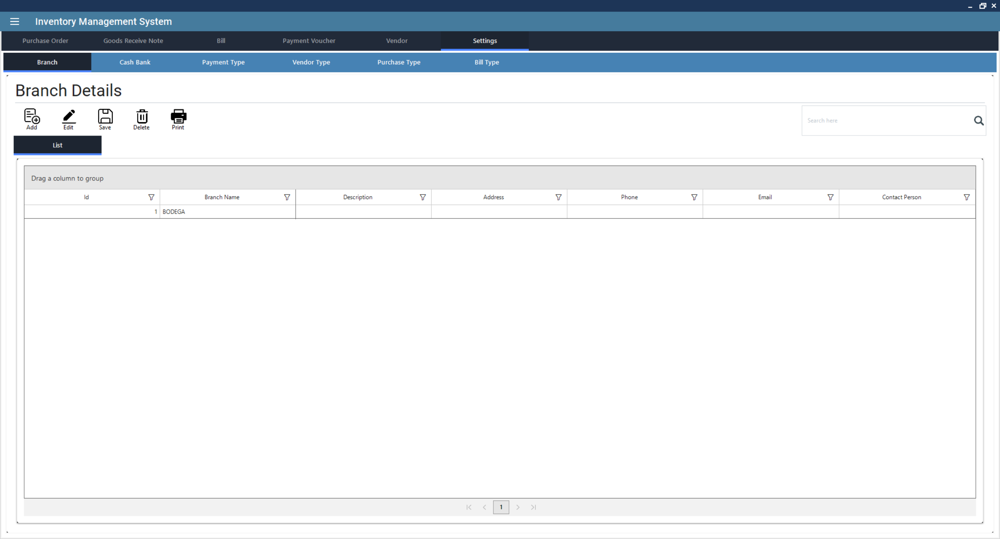 Inventory Management System
Purchase Order Goods Receive Note Bill Payment Voucher Vendor Settings
Branch Cash Bank Payment Type Vendor Type Purchase Type Bill Type
Branch Details
Add Edit Save Delete Print
Search here
List
Drag a column to group
Id Branch Name Description Address Phone Email Contact Person
1 BODEGA
1